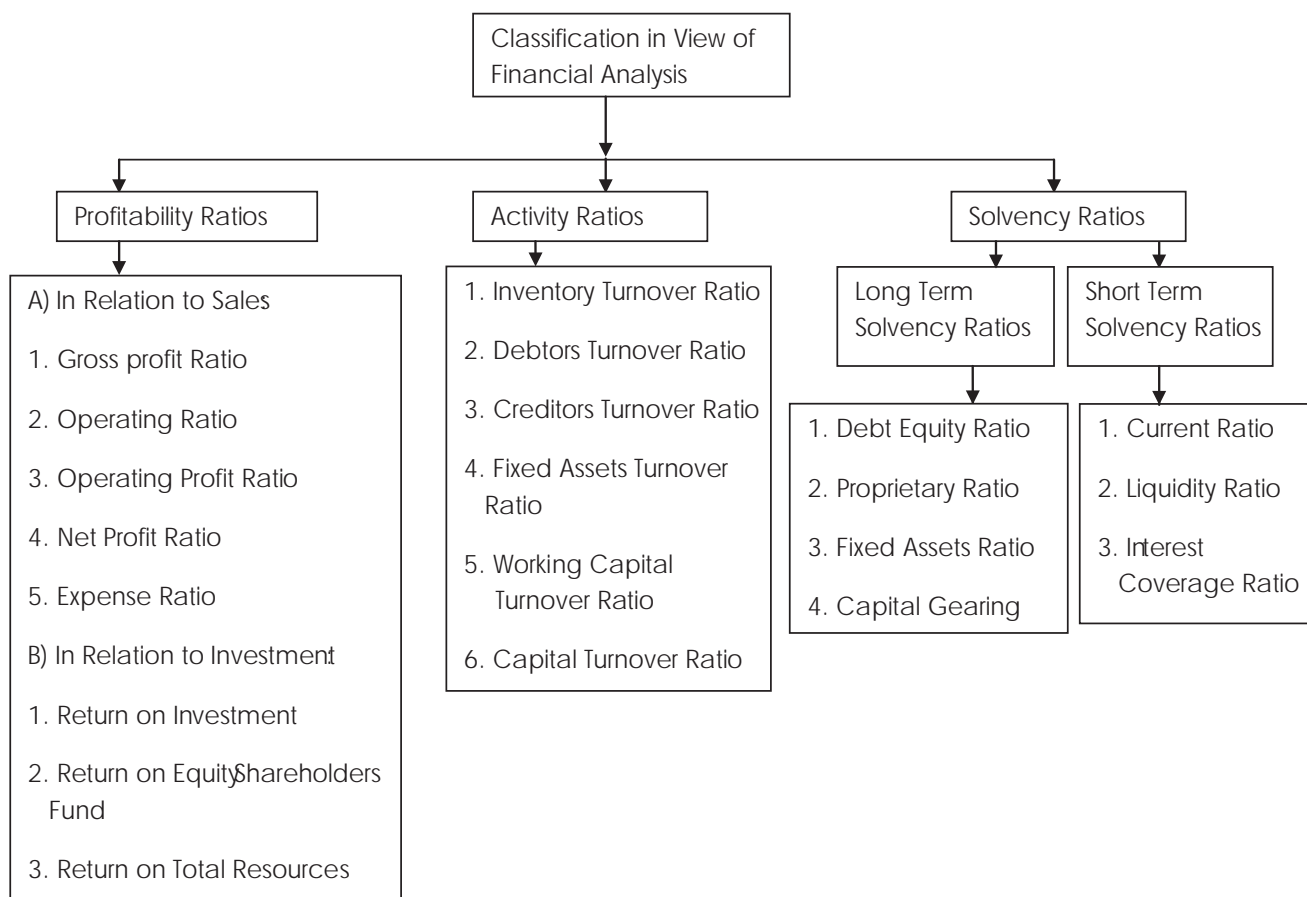 Classification in View of
Financial Analysis
Profitability Ratios
Activity Ratios
Solvency Ratios
A) In Relation to Sales
1. Gross profit Ratio
2. Operating Ratio
3. Operating Profit Ratio
4. Net Profit Ratio
5. Expense Ratio
B) In Relation to Investment
1. Return on Investment
2. Return on Equity Shareholders
Fund
3. Return on Total Resources
1. Inventory Turnover Ratio
2. Debtors Turnover Ratio
3. Creditors Turnover Ratio
4. Fixed Assets Turnover
Ratio
5. Working Capital
Turnover Ratio
6. Capital Turnover Ratio
Long Term
Solvency Ratios
1. Debt Equity Ratio
2. Proprietary Ratio
3. Fixed Assets Ratio
4. Capital Gearing
Short Term
Solvency Ratios
1. Current Ratio
2. Liquidity Ratio
3. Interest
Coverage Ratio